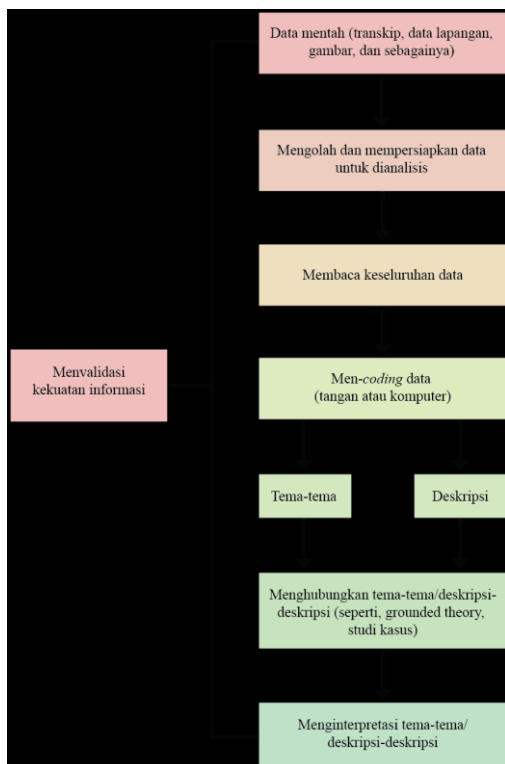 Data mentah (transkip, data lapangan,
gambar, dan sebagainya)
Mengolah dan mempersiapkan data
untuk dianalisis
Membaca keseluruhan data
Menvalidasi
kekuatan informasi
Men-coding data
(tangan atau komputer)
Tema-tema
Deskripsi
Menghubungkan tema-tema/deskripsi-
deskripsi (seperti, grounded theory,
studi kasus)
Menginterpretasi tema-tema/
deskripsi-deskripsi